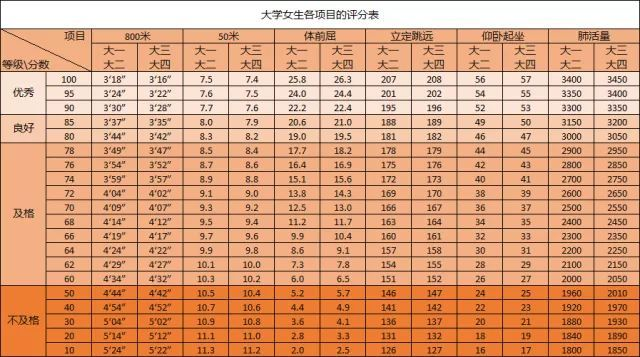 大学女生各项目的评分表
项目 800米 50米 体前屈 立定跳远 仰卧起坐 肺活量
等级\分数 大一大二 大三大四 大一大二 大三大四 大一大二 大三大四 大一大二 大三大四 大一大二 大三大四 大一大二 大三大四
优秀 100 3'18" 3'16" 7.5 7.4 25.8 26.3 207 208 56 57 3400 3450
95 3'24" 3'22" 7.6 7.5 24.0 24.4 201 202 54 55 3350 3400
90 3'30" 3'28" 7.7 7.6 22.2 22.4 195 196 52 53 3300 3350
良好 85 3'37" 3'35" 8.0 7.9 20.6 21.0 188 189 49 50 3150 3200
80 3'44" 3'42" 8.3 8.2 19.0 19.5 181 182 46 47 3000 3050
及格 78 3'49" 3'47" 8.5 8.4 17.7 18.2 179 180 44 45 2900 2950
76 3'54" 3'52" 8.7 8.6 16.4 16.9 175 176 42 43 2800 2850
74 3'59" 3'57" 8.9 8.8 15.1 15.6 172 173 40 41 2700 2750
72 4'04" 4'02" 9.1 9.0 13.8 14.3 169 170 38 39 2600 2650
70 4'09" 4'07" 9.3 9.2 12.5 13.0 166 167 36 37 2500 2550
68 4'14" 4'12" 9.5 9.4 11.2 11.7 163 164 34 35 2400 2450
66 4'19" 4'17" 9.7 9.6 9.9 10.4 160 161 32 33 2300 2350
64 4'24" 4'22" 9.9 9.8 8.6 9.1 157 158 30 31 2200 2250
62 4'29" 4'27" 10.1 10.0 7.3 7.8 154 155 28 29 2100 2150
60 4'34" 4'32" 10.3 10.2 6.0 6.5 151 152 26 27 2000 2050
不及格 50 4'44" 4'42" 10.5 10.4 5.2 5.7 146 147 24 25 1960 2010
40 4'54" 4'52" 10.7 10.6 4.4 4.9 141 142 22 23 1920 1970
30 5'04" 5'02" 10.9 10.8 3.6 4.1 136 137 20 21 1880 1930
20 5'14" 5'12" 11.1 11.0 2.8 3.3 131 132 18 19 1840 1890
10 5'24" 5'22" 11.3 11.2 2.0 2.5 126 127 16 17 1800 1850